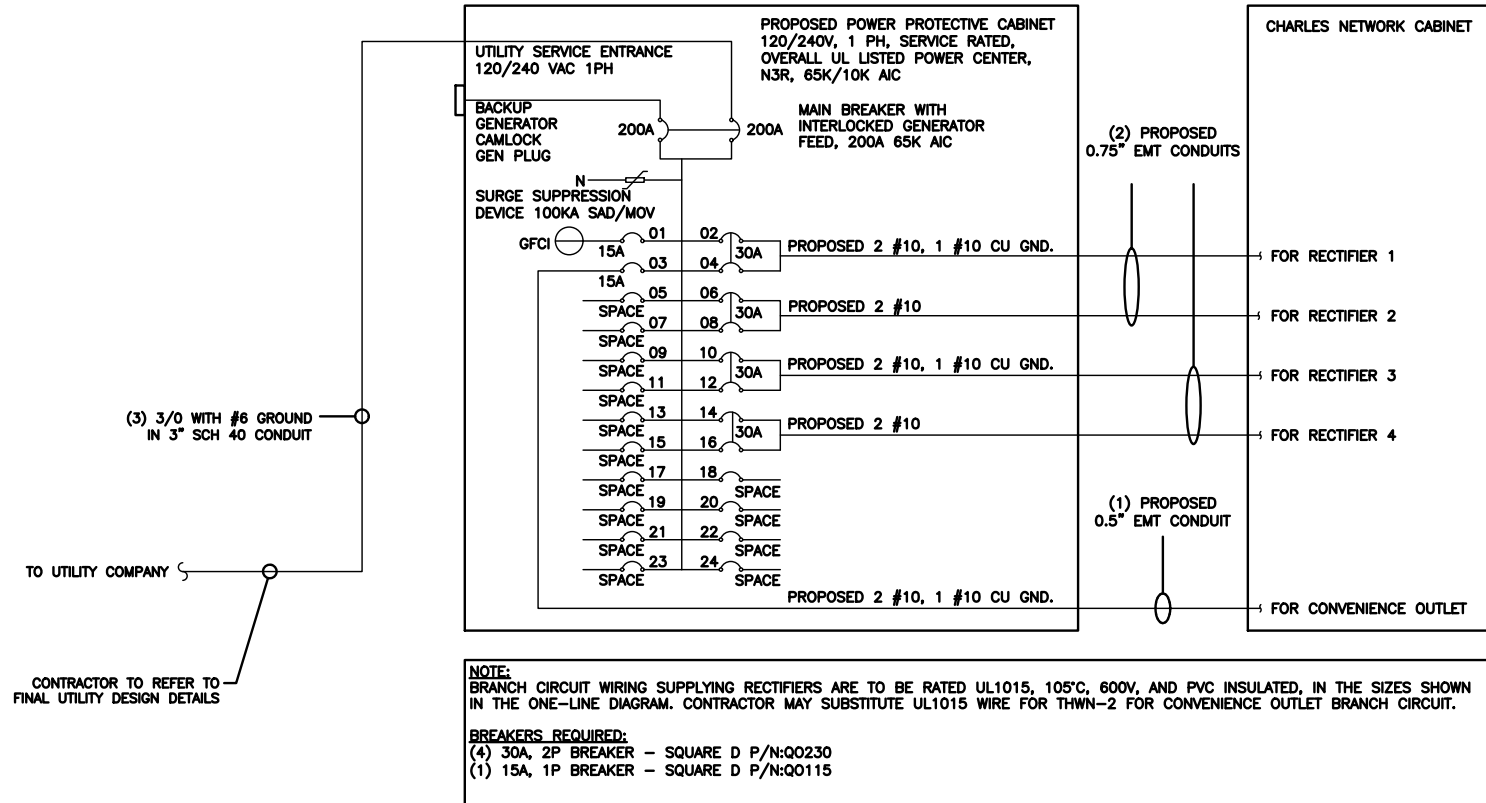 UTILITY SERVICE ENTRANCE
120/240 VAC 1PH
PROPOSED POWER PROTECTIVE CABINET
120/240V, 1 PH, SERVICE RATED,
OVERALL UL LISTED POWER CENTER,
N3R, 65K/10K AIC
CHARLES NETWORK CABINET
BACKUP
GENERATOR
CAMLOCK
GEN PLUG
200A
200A
MAIN BREAKER WITH
INTERLOCKED GENERATOR
FEED, 200A 65K AIC
(2) PROPOSED
0.75" EMT CONDUITS
N
SURGE SUPPRESSION
DEVICE 100KA SAD/MOV
GFCI
15A
01
02
30A
PROPOSED 2 #10, 1 #10 CU GND.
FOR RECTIFIER 1
15A
03
04
SPACE
05
06
30A
PROPOSED 2 #10
FOR RECTIFIER 2
SPACE
07
08
SPACE
09
10
30A
PROPOSED 2 #10, 1 #10 CU GND.
FOR RECTIFIER 3
SPACE
11
12
SPACE
13
14
30A
PROPOSED 2 #10
FOR RECTIFIER 4
SPACE
15
16
SPACE
17
18
SPACE
SPACE
19
20
SPACE
SPACE
21
22
SPACE
SPACE
23
24
SPACE
(3) 3/0 WITH #6 GROUND
IN 3" SCH 40 CONDUIT
(1) PROPOSED
0.5" EMT CONDUIT
TO UTILITY COMPANY
PROPOSED 2 #10, 1 #10 CU GND.
FOR CONVENIENCE OUTLET
CONTRACTOR TO REFER TO
FINAL UTILITY DESIGN DETAILS
NOTE:
BRANCH CIRCUIT WIRING SUPPLYING RECTIFIERS ARE TO BE RATED UL1015, 105°C, 600V, AND PVC INSULATED, IN THE SIZES SHOWN
IN THE ONE-LINE DIAGRAM. CONTRACTOR MAY SUBSTITUTE UL1015 WIRE FOR THWN-2 FOR CONVENIENCE OUTLET BRANCH CIRCUIT.
BREAKERS REQUIRED:
(4) 30A, 2P BREAKER - SQUARE D P/N:QO230
(1) 15A, 1P BREAKER - SQUARE D P/N:QO115